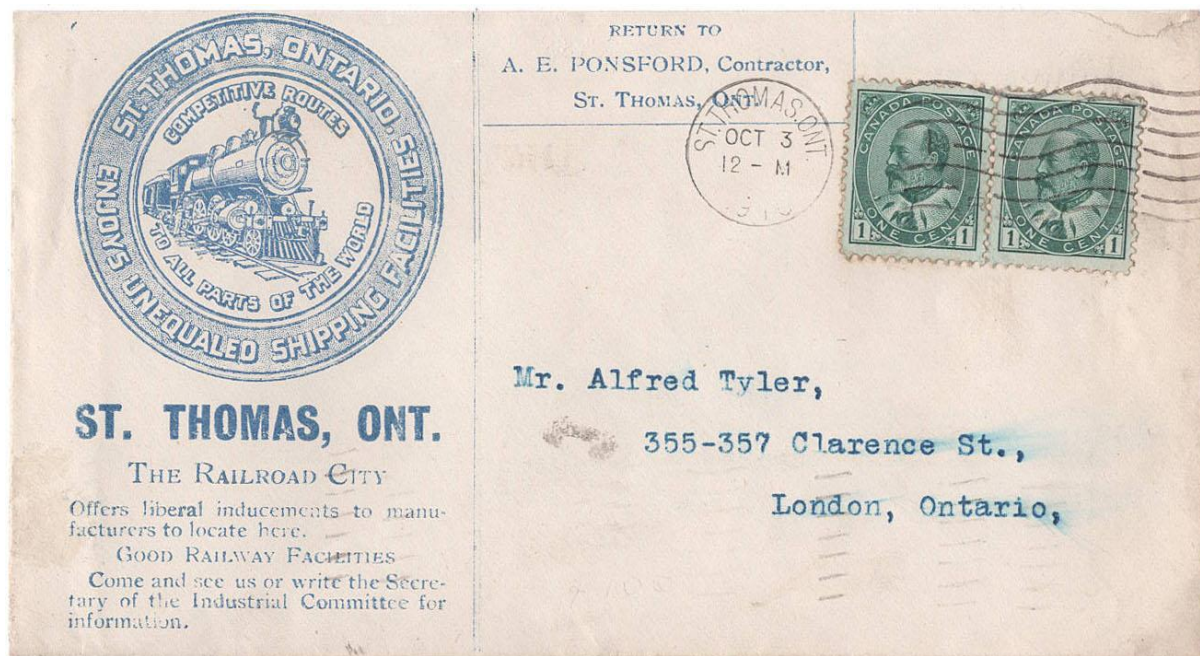 ST. THOMAS, ONTARIO.
ENJOYS UNEQUALED SHIPPING FACILITIES
COMPETITIVE ROUTES
TO ALL PARTS OF THE WORLD
ST. THOMAS, ONT.
THE RAILROAD CITY
Offers liberal inducements to manu-
facturers to locate here.
GOOD RAILWAY FACILITIES
Come and see us or write the Secre-
tary of the Industrial Committee for
information.
RETURN TO
A. E. PONSFORD, Contractor,
ST. THOMAS, ONT.
ST. THOMAS, ONT.
OCT 3
12 - M
CANADA POSTAGE
ONE CENT
1 1
CANADA POSTAGE
ONE CENT
1 1
Mr. Alfred Tyler,
355-357 Clarence St.,
London, Ontario,